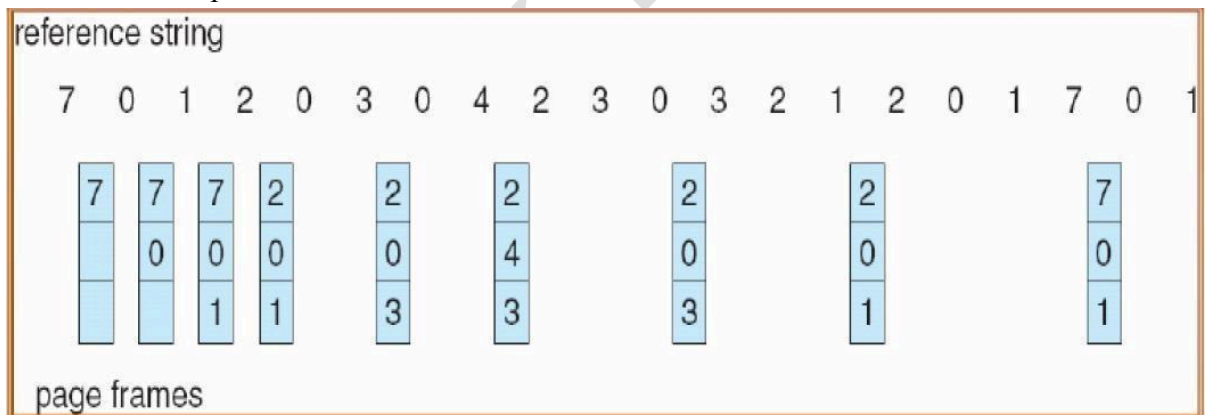 reference string
7 0 1 2 0 3 0 4 2 3 0 3 2 1 2 0 1 7 0 1
7 7 7 2 2 2 2 2 7
0 0 0 0 4 0 0 0
1 1 3 3 3 1 1
page frames